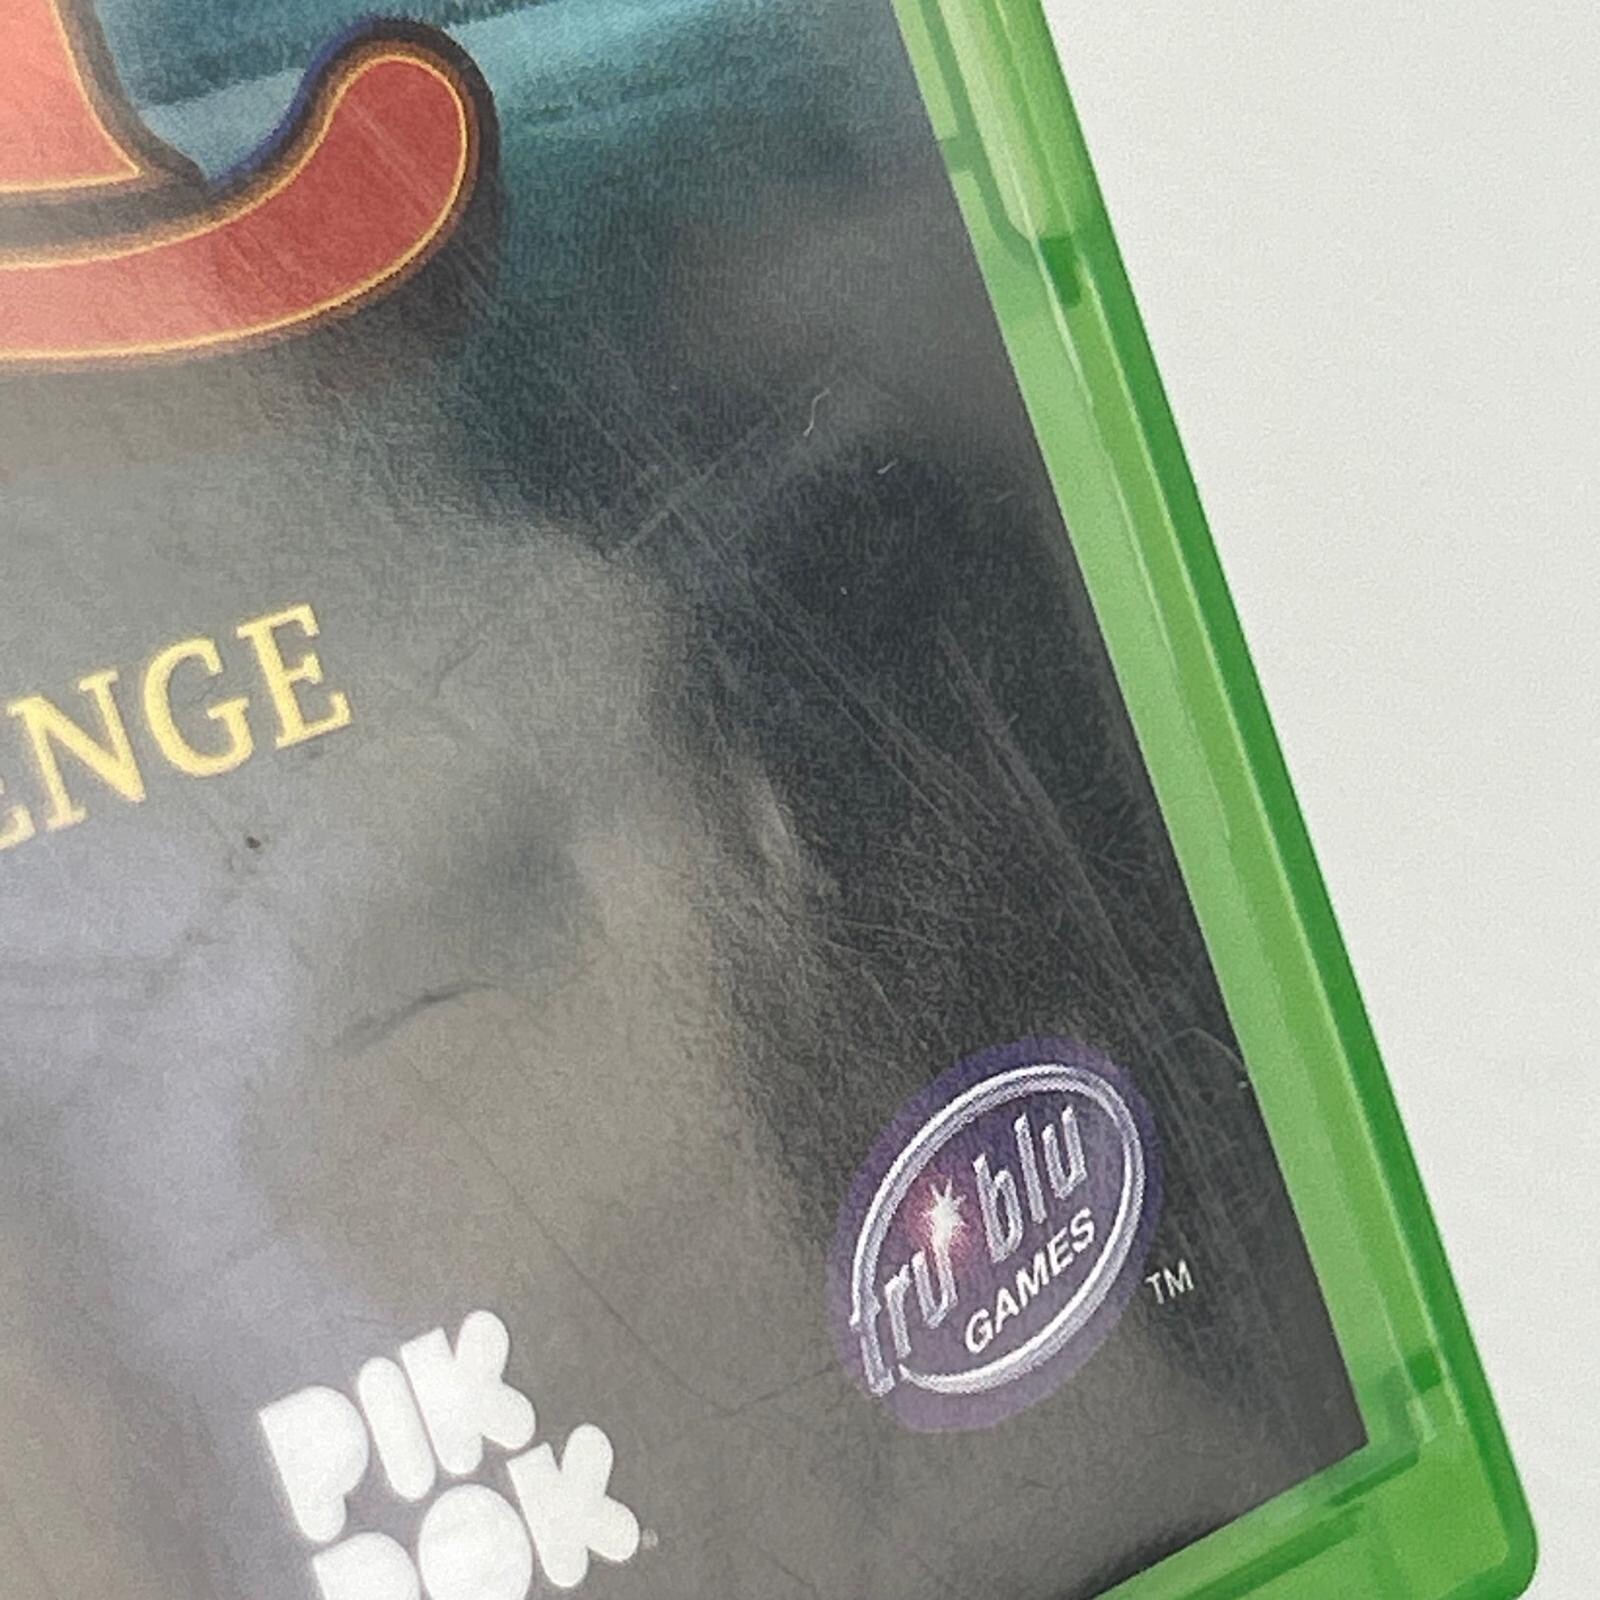 ENGE
tru blu
GAMES
TM
PIK
POK